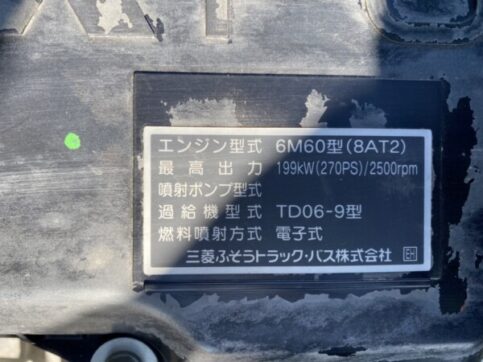 エンジン型式 6M60型(8AT2)
最高出力 199kW(270PS)/2500rpm
噴射ポンプ型式
過給機型式 TD06-9型
燃料噴射方式 電子式
三菱ふそうトラック・バス株式会社 EH